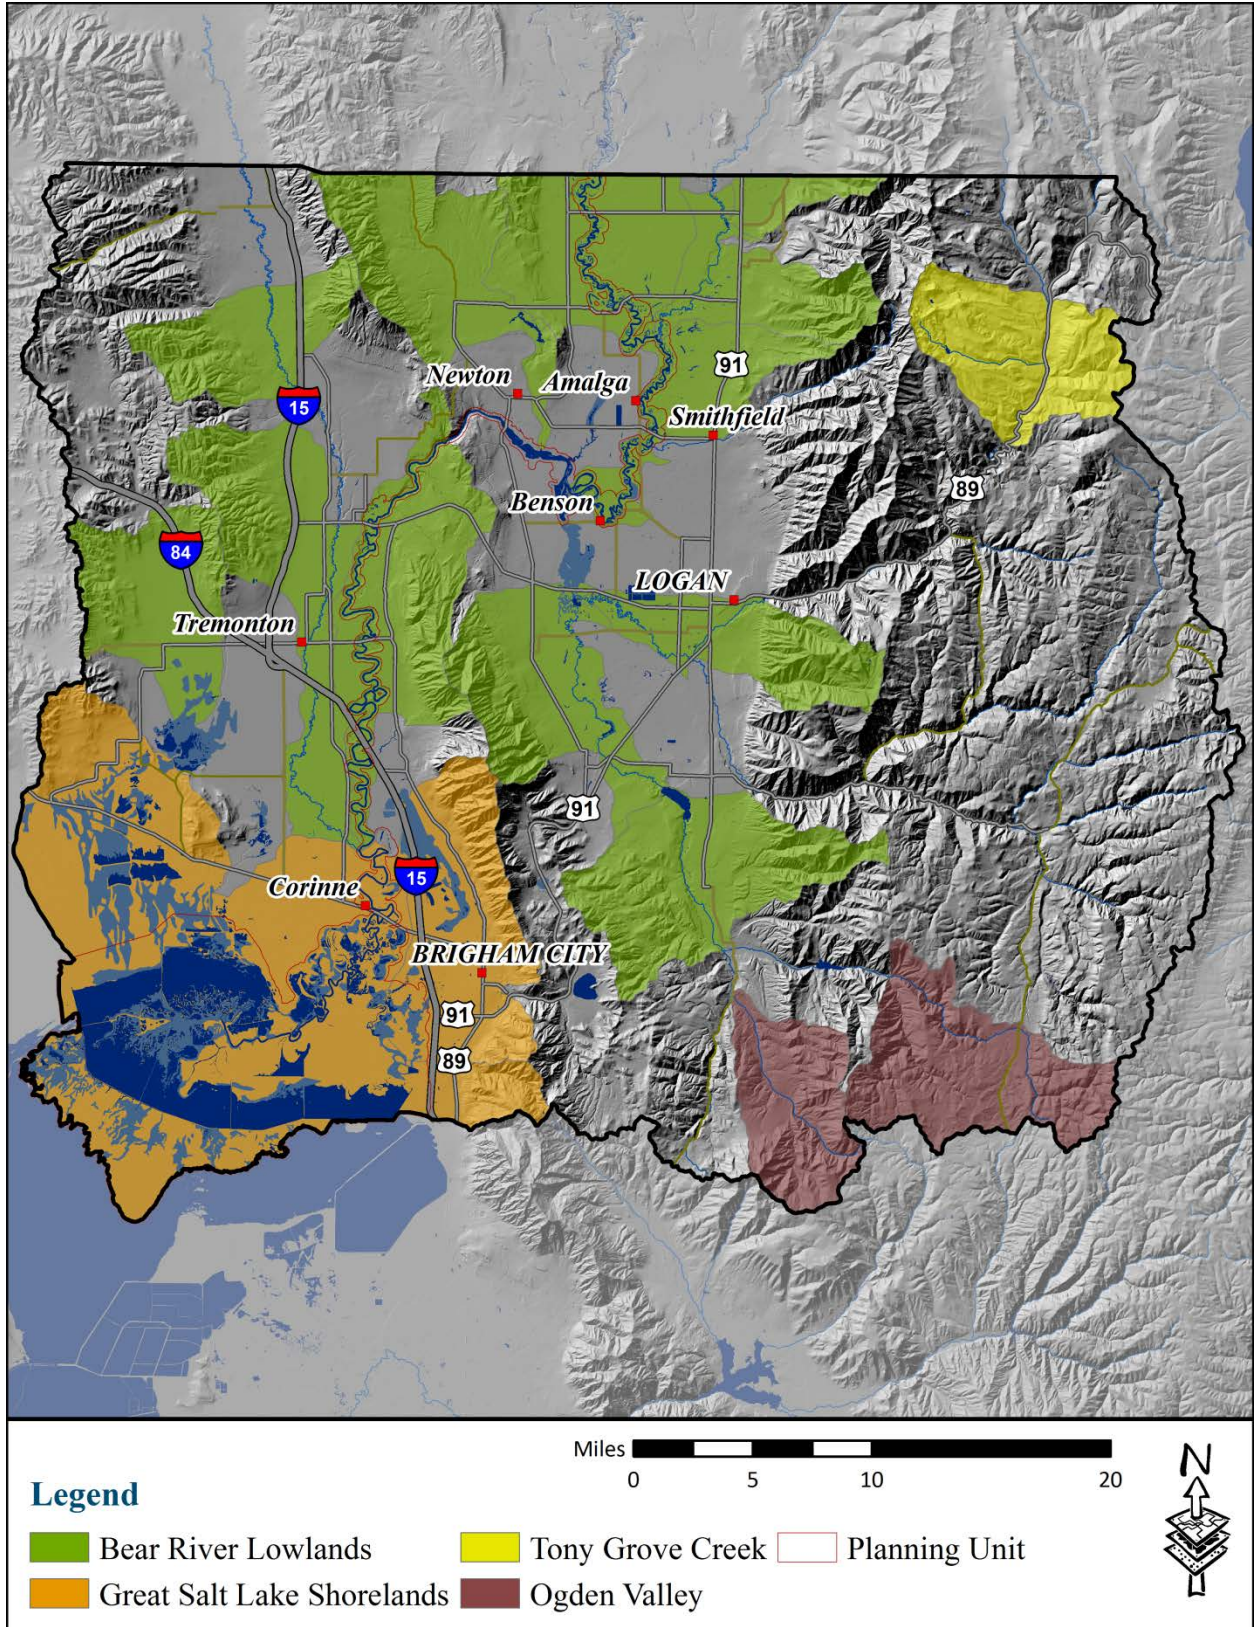 91
Newton
Amalga
15
Smithfield
89
Benson
84
LOGAN
Tremonton
91
15
Corinne
BRIGHAM CITY
91
89
Miles
0 5 10 20
N
Legend
Bear River Lowlands Tony Grove Creek Planning Unit
Great Salt Lake Shorelands Ogden Valley